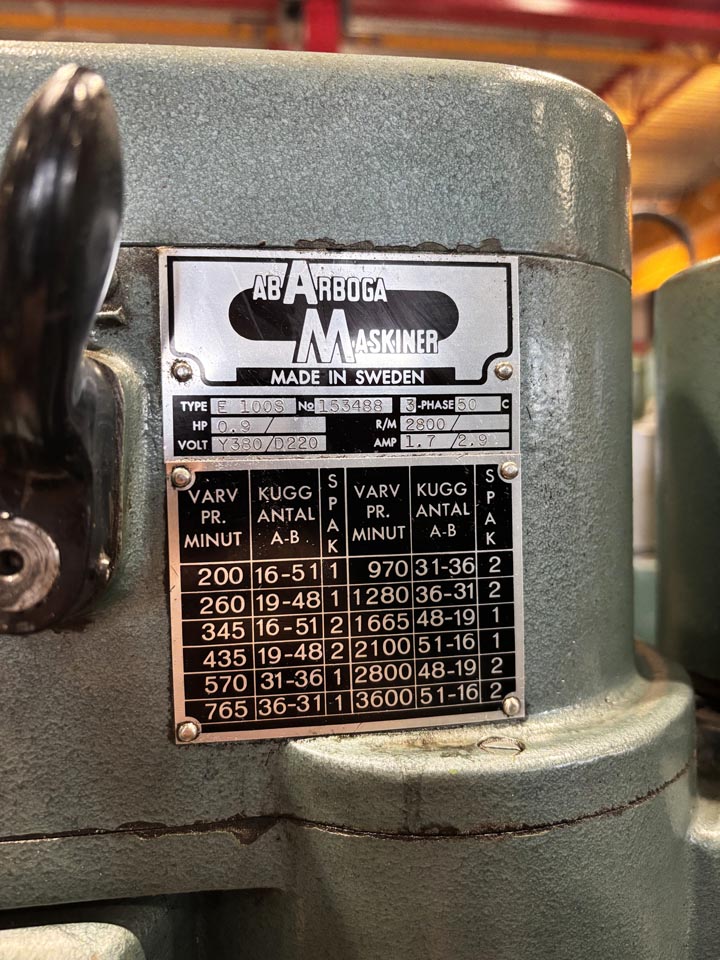 AB ARBOGA
MASKINER
MADE IN SWEDEN
TYPE E 100S No 153488 3-PHASE 50 C
HP 0.9/ R/M 2800/
VOLT Y380/D220 AMP 1.7/2.9
VARV PR. MINUT KUGG ANTAL A-B SPAK VARV PR. MINUT KUGG ANTAL A-B SPAK
200 16-51 1 970 31-36 2
260 19-48 1 1280 36-31 2
345 16-51 2 1665 48-19 1
435 19-48 2 2100 51-16 1
570 31-36 1 2800 48-19 2
765 36-31 1 3600 51-16 2